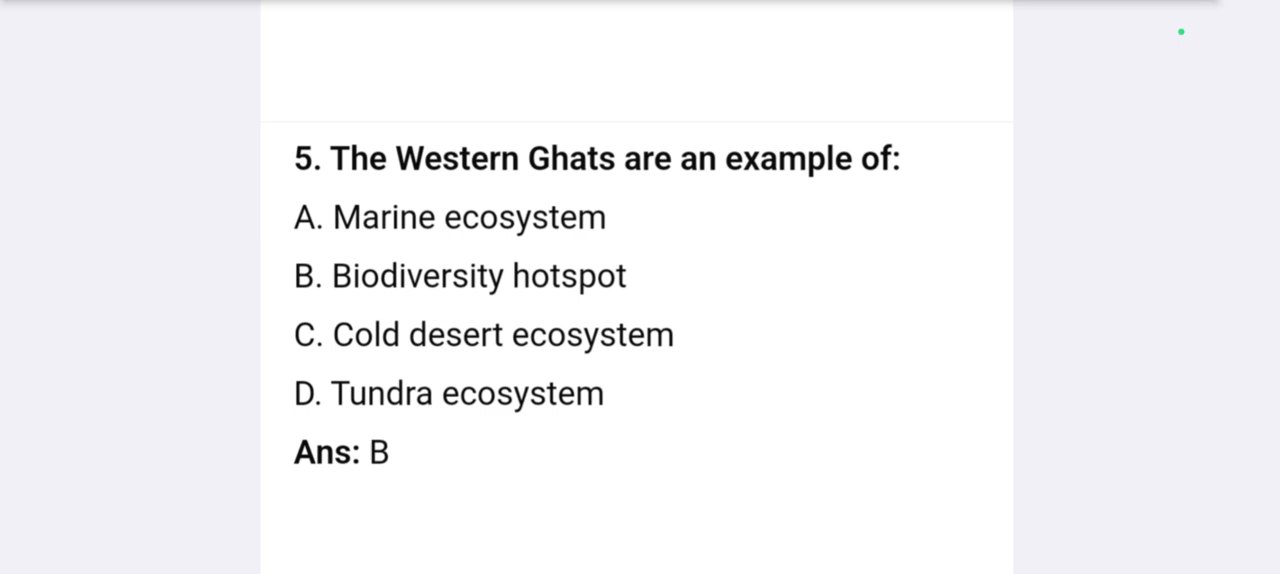 5. The Western Ghats are an example of:
A. Marine ecosystem
B. Biodiversity hotspot
C. Cold desert ecosystem
D. Tundra ecosystem
Ans: B